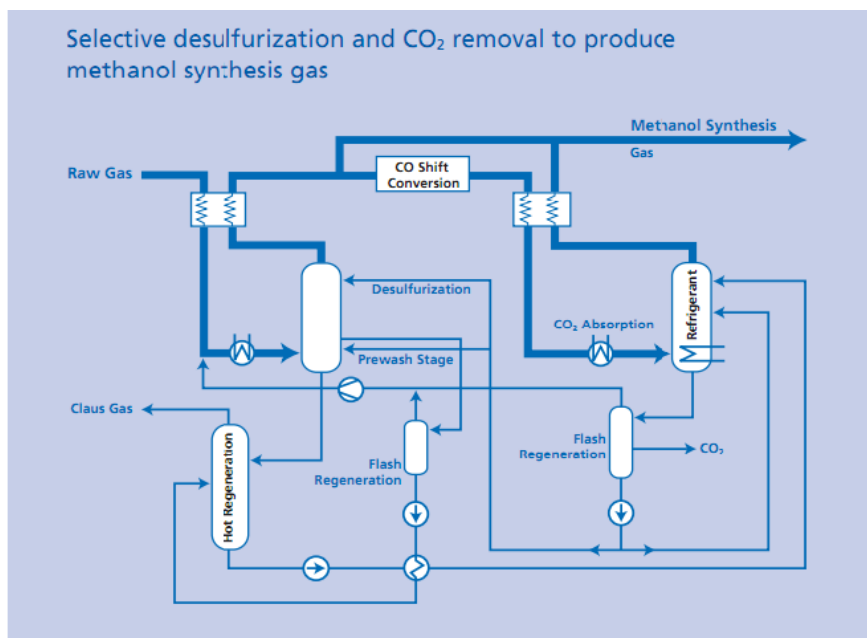 Selective desulfurization and CO₂ removal to produce
methanol synthesis gas
Methanol Synthesis
Gas
Raw Gas
CO Shift
Conversion
Desulfurization
Prewash Stage
CO₂ Absorption
Refrigerant
Claus Gas
Hot Regeneration
Flash
Regeneration
Flash
Regeneration
CO₂